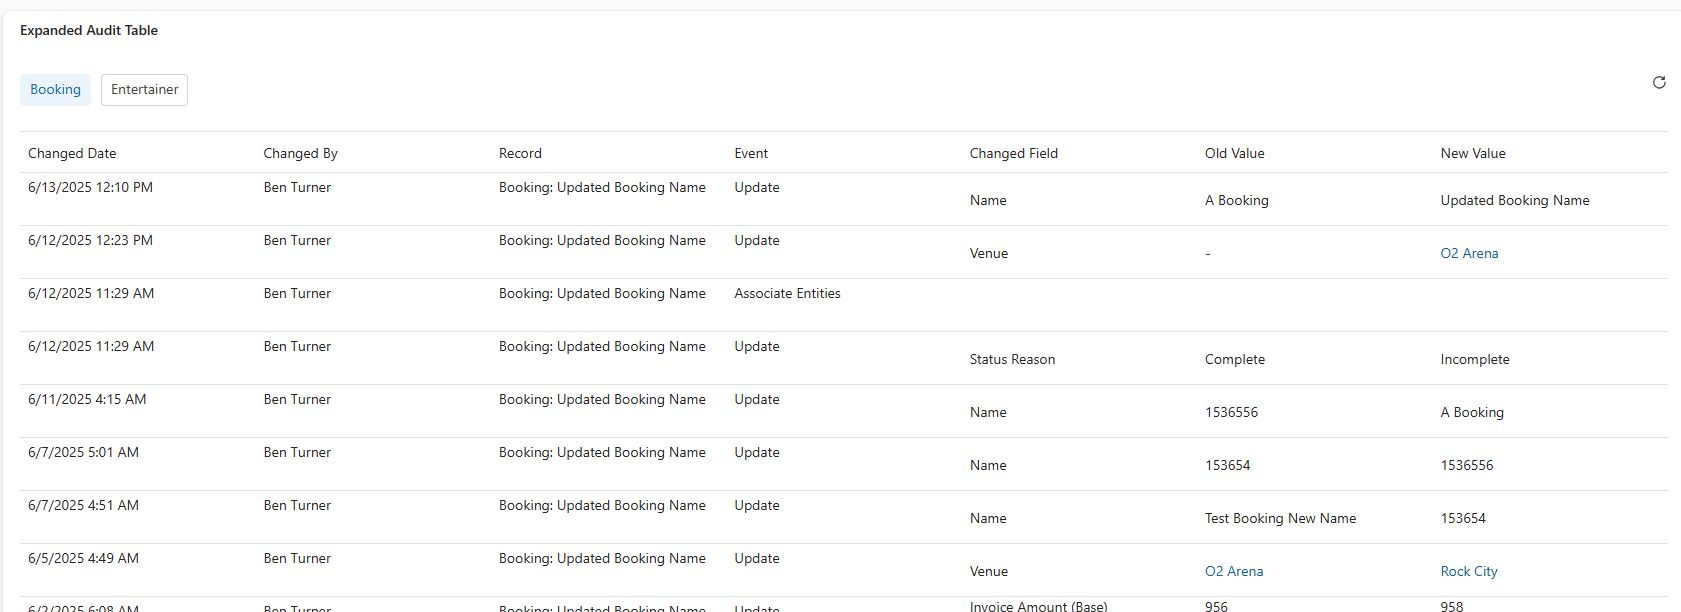 Expanded Audit Table
Booking Entertainer
Changed Date Changed By Record Event Changed Field Old Value New Value
6/13/2025 12:10 PM Ben Turner Booking: Updated Booking Name Update Name A Booking Updated Booking Name
6/12/2025 12:23 PM Ben Turner Booking: Updated Booking Name Update Venue - O2 Arena
6/12/2025 11:29 AM Ben Turner Booking: Updated Booking Name Associate Entities
6/12/2025 11:29 AM Ben Turner Booking: Updated Booking Name Update Status Reason Complete Incomplete
6/11/2025 4:15 AM Ben Turner Booking: Updated Booking Name Update Name 1536556 A Booking
6/7/2025 5:01 AM Ben Turner Booking: Updated Booking Name Update Name 153654 1536556
6/7/2025 4:51 AM Ben Turner Booking: Updated Booking Name Update Name Test Booking New Name 153654
6/5/2025 4:49 AM Ben Turner Booking: Updated Booking Name Update Venue O2 Arena Rock City
6/2/2025 6:08 AM Ben Turner Booking: Updated Booking Name Update Invoice Amount (Base) 956 958